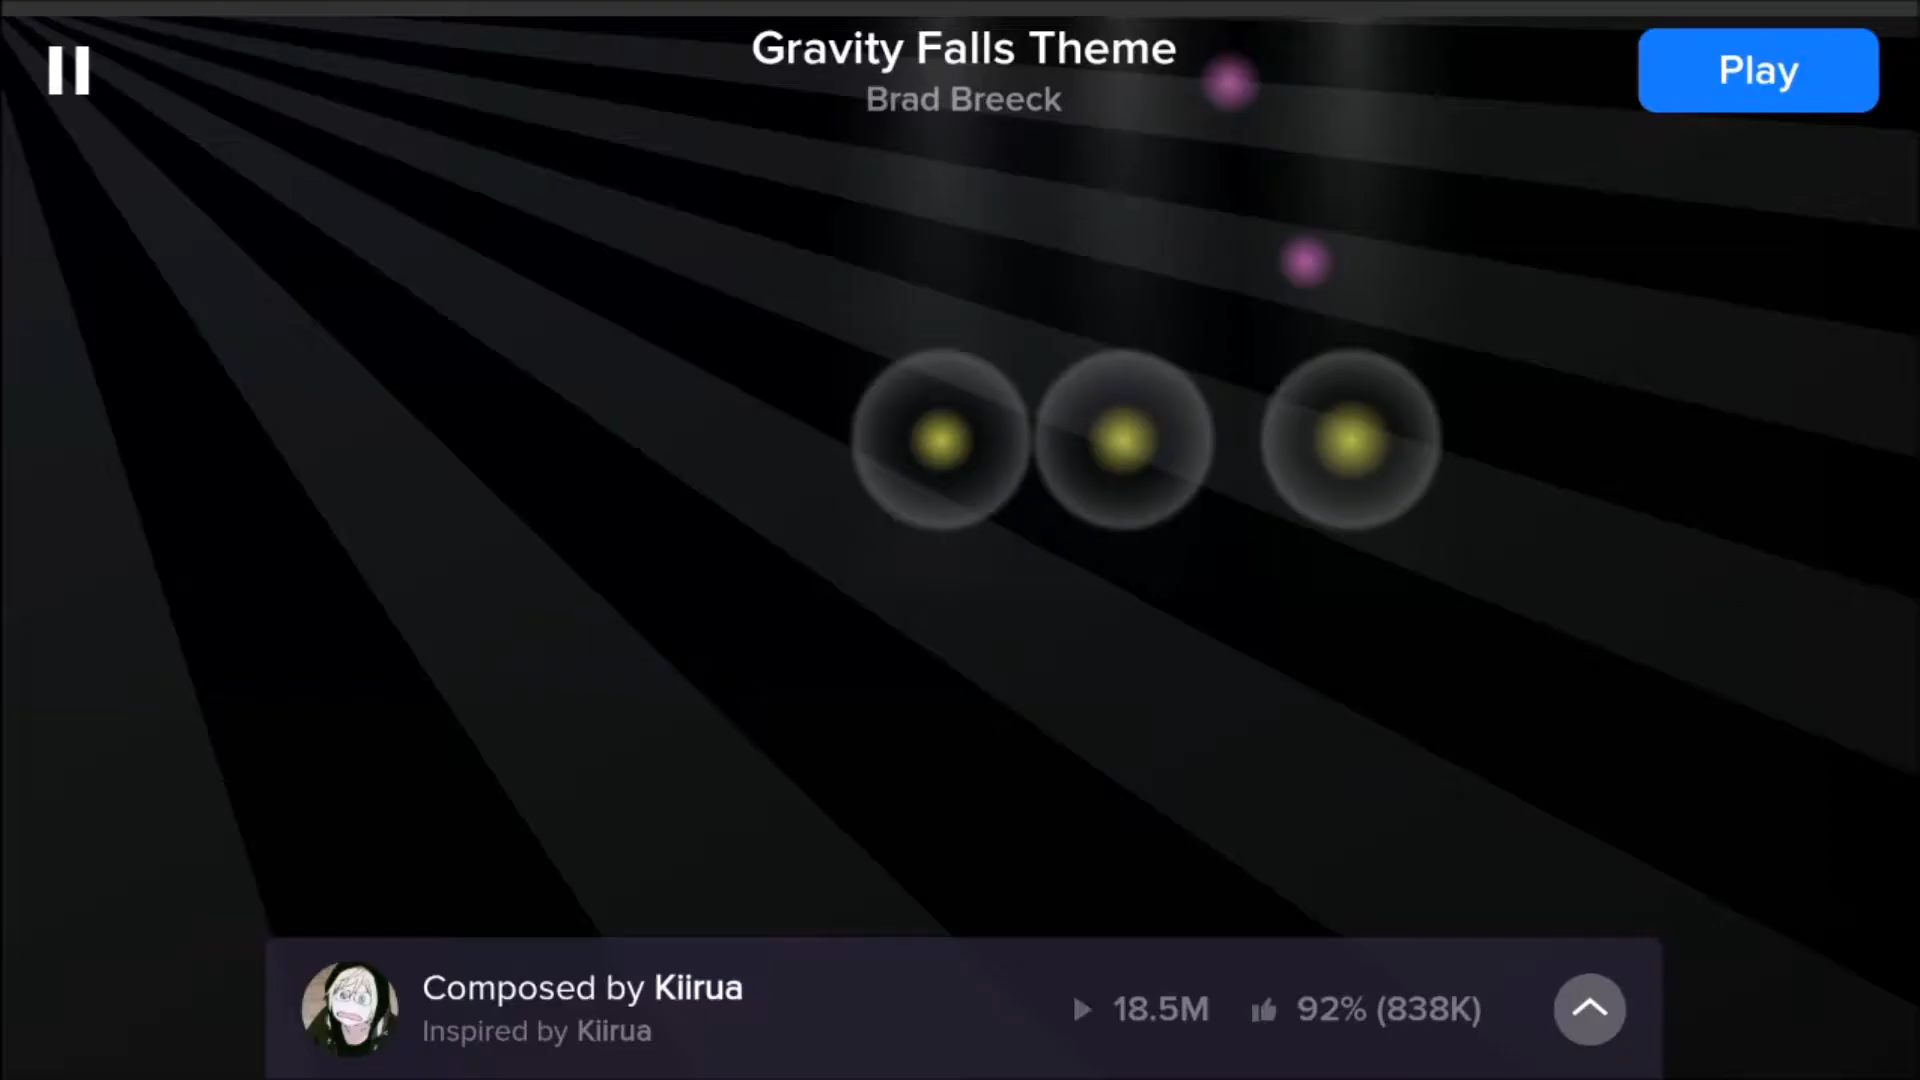 Gravity Falls Theme
Brad Breeck
Play
Composed by Kiirua
Inspired by Kiirua
18.5M
92% (838K)